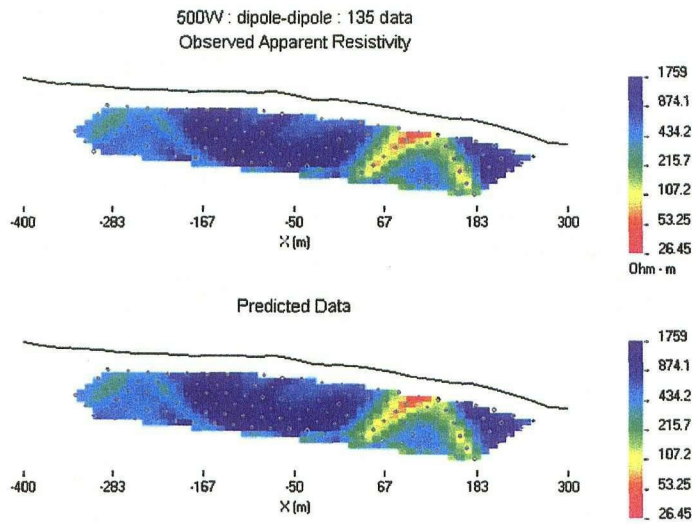 500W : dipole-dipole : 135 data
Observed Apparent Resistivity
1759
874.1
434.2
215.7
107.2
53.25
26.45
Ohm - m
-400 -283 -167 -50 67 183 300
X (m)
Predicted Data
1759
874.1
434.2
215.7
107.2
53.25
26.45
-400 -283 -167 -50 67 183 300
X (m)